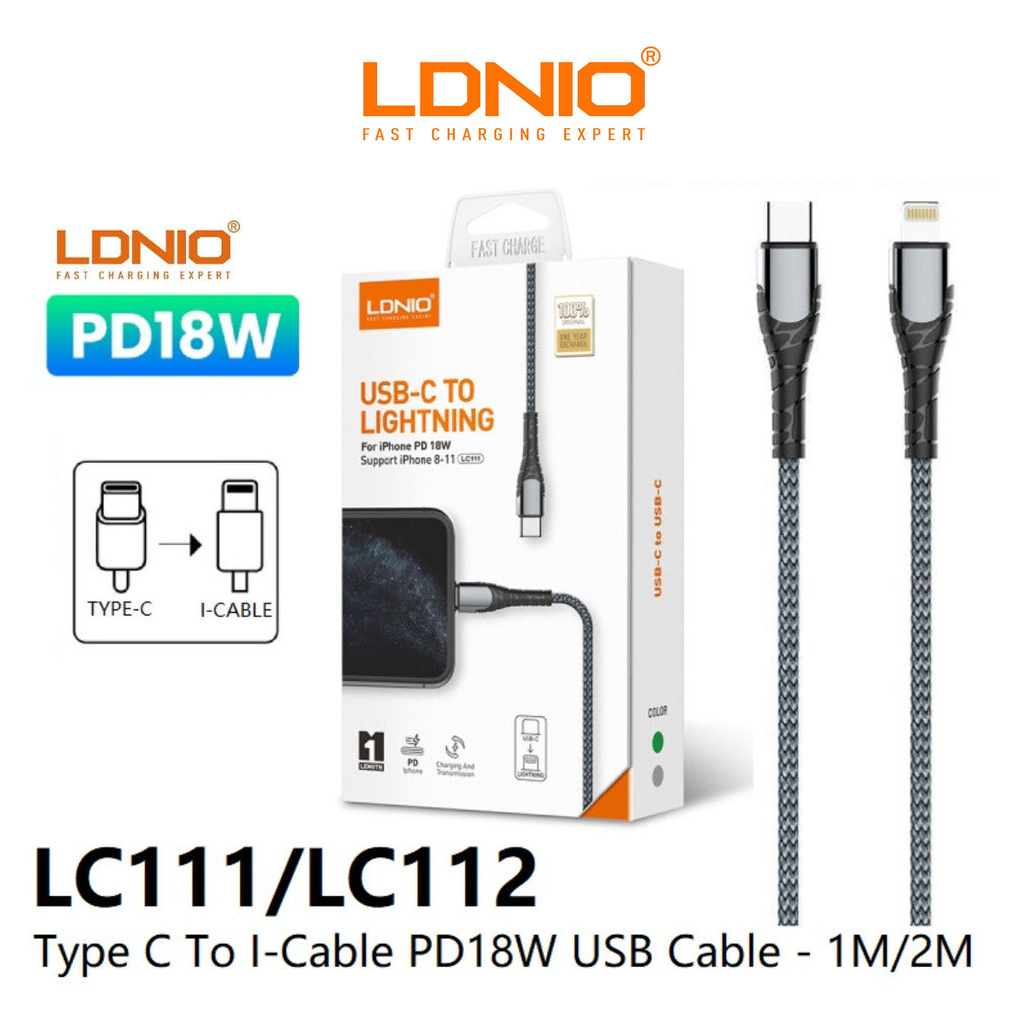 LDNIO®
FAST CHARGING EXPERT
LDNIO®
FAST CHARGING EXPERT
PD18W
TYPE-C
I-CABLE
FAST CHARGE
LDNIO®
FAST CHARGING EXPERT
100%
ORIGINAL
ONE YEAR
EXCHANGE
USB-C TO
LIGHTNING
For iPhone PD 18W
Support iPhone 8-11 LC111
USB-C to USB-C
COLOR
1M
LENGTH
PD
Iphone
Charging And
Transmission
USB-C
LIGHTNING
LC111/LC112
Type C To I-Cable PD18W USB Cable - 1M/2M